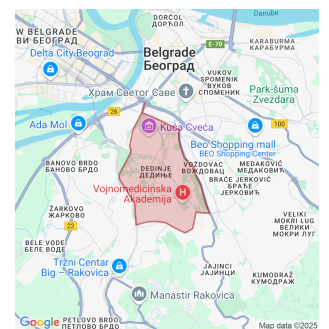 DORĆOL
ДОРЋОЛ
Danube
W BELGRADE
ВИ БЕОГРАД
E-70
KARABURMA
КАРАБУРМА
Delta City Beograd
Belgrade
Београд
VUKOV
SPOMENIK
ВУКОВ
СПОМЕНИК
Park-šuma
Zvezdara
Храм Светог Саве
26
Ada Mol
Kuća Cveća
100
Beo Shopping mall
BEO Shopping Center
BANOVO BRDO
БАНОВО БРДО
DEDINJE
ДЕДИЊЕ
VOŽDOVAC
ВОЖДОВАЦ
MEDAKOVIĆ
МЕДАКОВИЋ
BRAĆE JERKOVIĆ
БРАЋЕ
ЈЕРКОВИЋ
Vojnomedicinska
Akademija
H
ŽARKOVO
ЖАРКОВО
VELIKI
MOKRI LUG
ВЕЛИКИ
МОКРИ ЛУГ
BELE VODE
БЕЛЕ ВОДЕ
Tržni Centar
Big – Rakovica
JAJINCI
ЈАЈИНЦИ
KUMODRAŽ
КУМОДРАЖ
Manastir Rakovica
PETLOVO BRDO
ПЕТЛОВО БРДО
Google
Map data ©2025